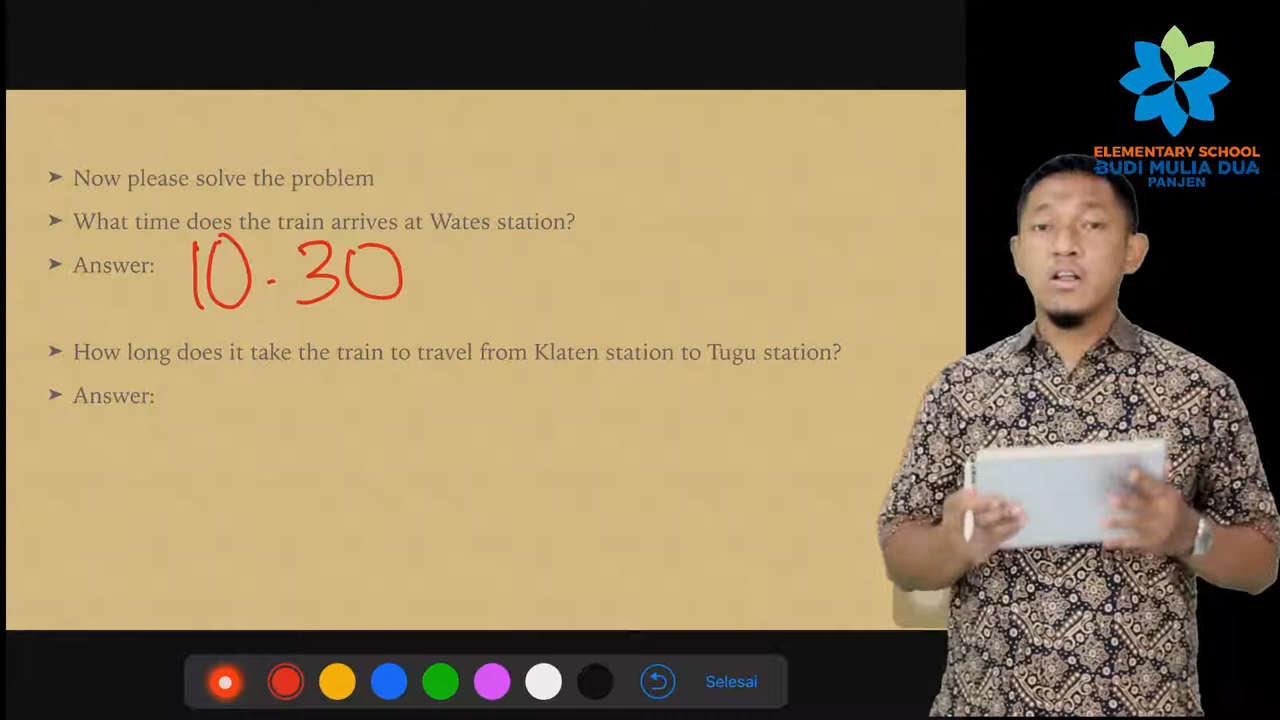 ➤ Now please solve the problem
➤ What time does the train arrives at Wates station?
➤ Answer: 10.30
➤ How long does it take the train to travel from Klaten station to Tugu station?
➤ Answer:
ELEMENTARY SCHOOL
BUDI MULIA DUA
PANJEN
Selesai